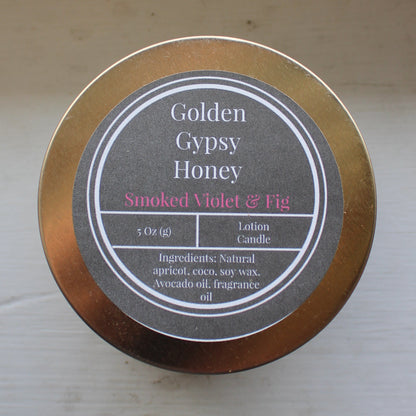 Golden
Gypsy
Honey
Smoked Violet & Fig
5 Oz (g)
Lotion
Candle
Ingredients: Natural
apricot, coco, soy wax.
Avocado oil, fragrance
oil